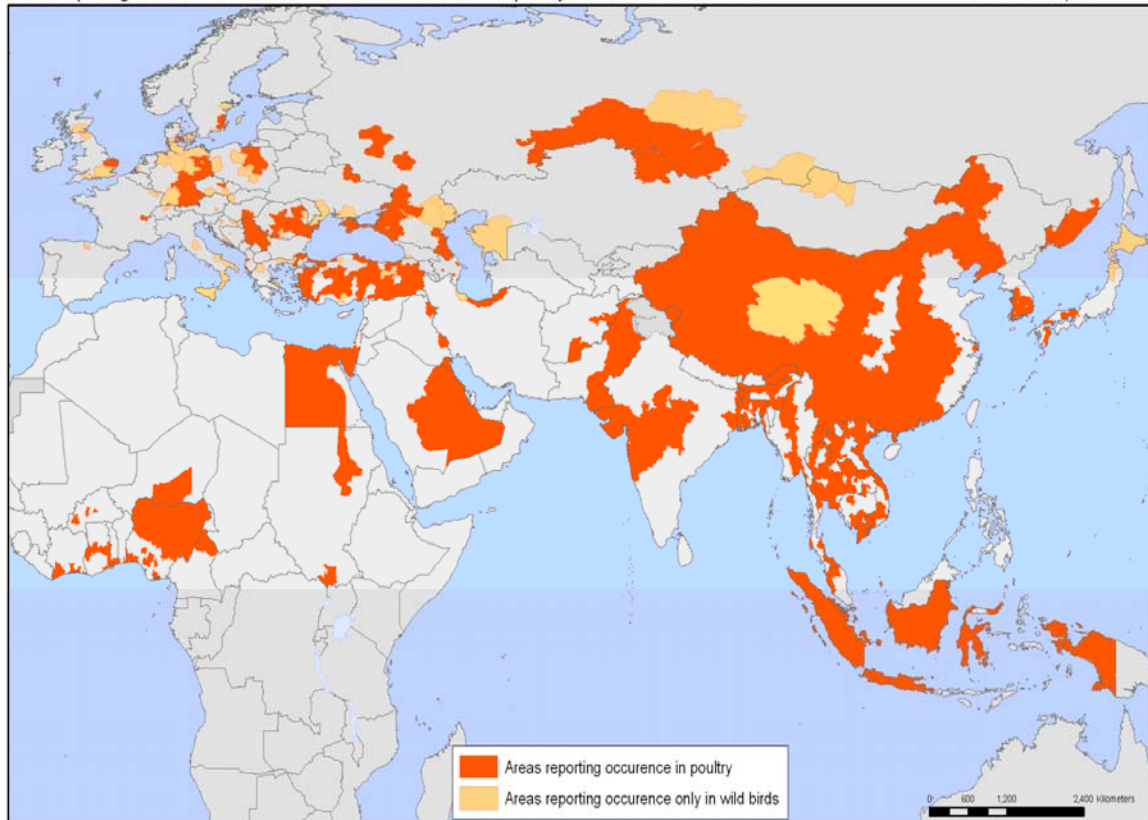 Areas reporting occurence in poultry
Areas reporting occurence only in wild birds
0 600 1,200 2,400 Kilometers